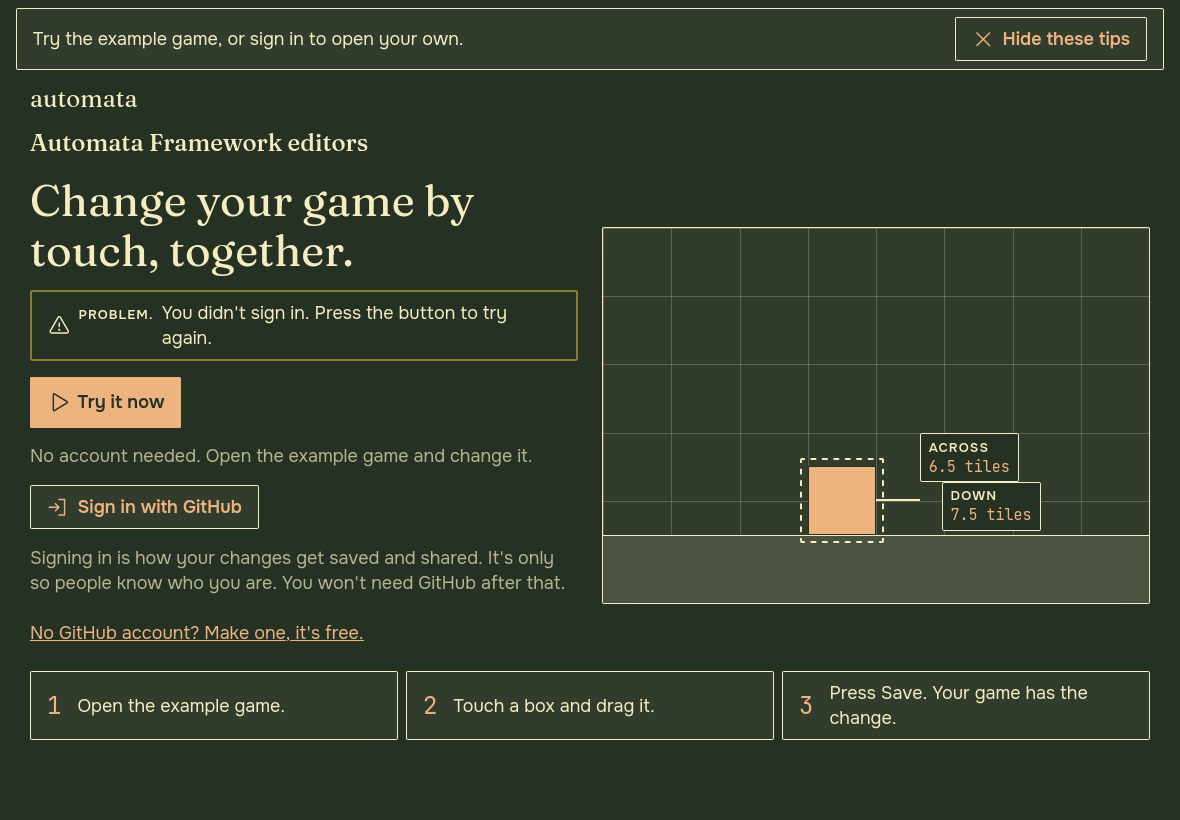 Try the example game, or sign in to open your own.
Hide these tips
automata
Automata Framework editors
Change your game by
touch, together.
PROBLEM. You didn't sign in. Press the button to try
again.
Try it now
No account needed. Open the example game and change it.
Sign in with GitHub
Signing in is how your changes get saved and shared. It's only
so people know who you are. You won't need GitHub after that.
No GitHub account? Make one, it's free.
ACROSS
6.5 tiles
DOWN
7.5 tiles
1 Open the example game.
2 Touch a box and drag it.
3 Press Save. Your game has the
change.